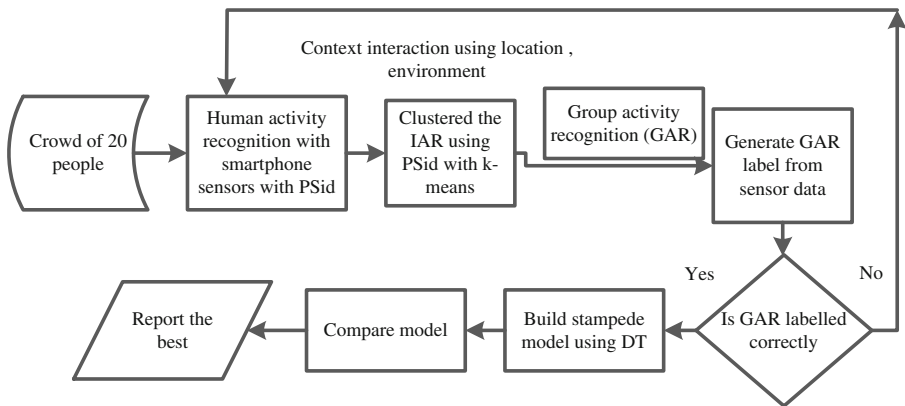 Context interaction using location ,
environment
Crowd of 20
people
Human activity
recognition with
smartphone
sensors with PSid
Clustered the
IAR using
PSid with k-
means
Group activity
recognition (GAR)
Generate GAR
label from
sensor data
Yes
No
Is GAR labelled
correctly
Build stampede
model using DT
Compare model
Report the
best